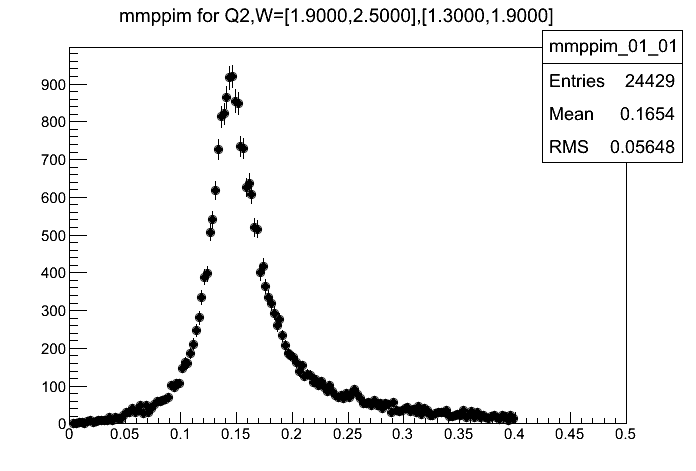 mmppim for Q2,W=[1.9000,2.5000],[1.3000,1.9000]
mmppim_01_01
Entries 24429
Mean 0.1654
RMS 0.05648
900
800
700
600
500
400
300
200
100
0
0 0.05 0.1 0.15 0.2 0.25 0.3 0.35 0.4 0.45 0.5